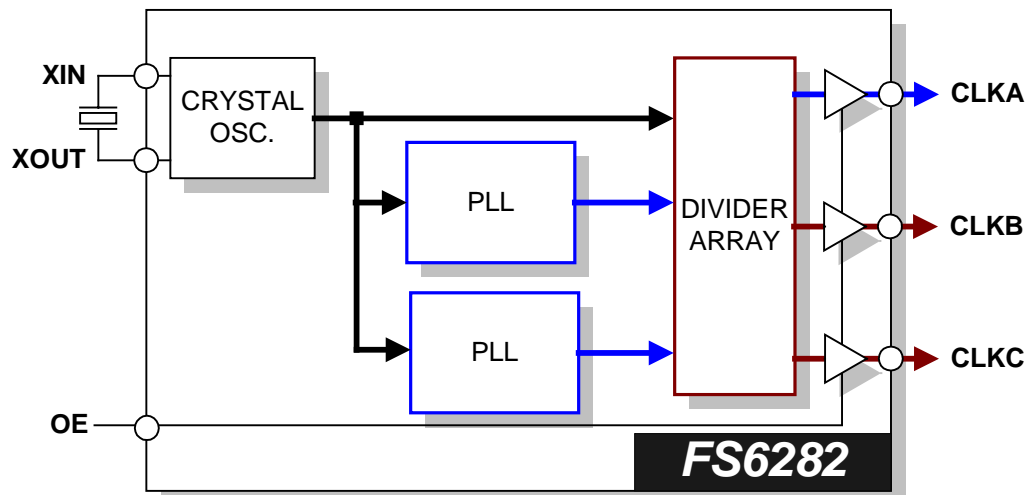 XIN
XOUT
CRYSTAL
OSC.
PLL
PLL
DIVIDER
ARRAY
CLKA
CLKB
CLKC
OE
FS6282